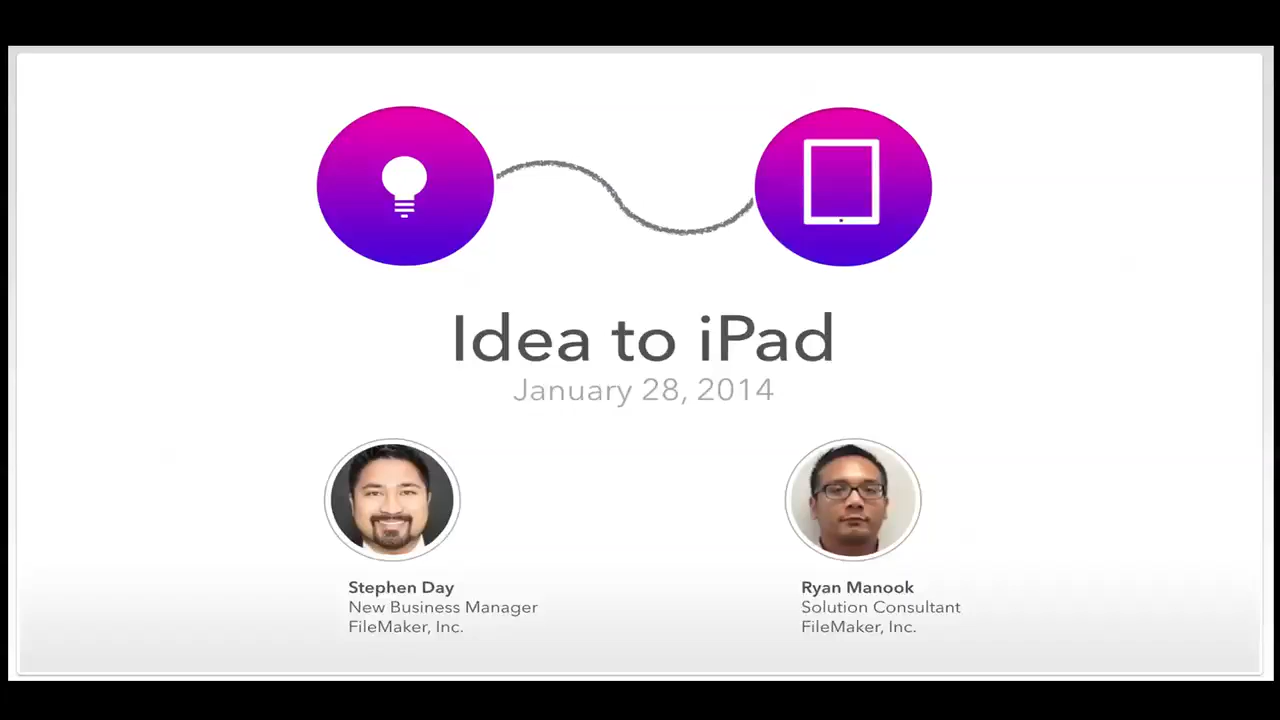 Idea to iPad
January 28, 2014
Stephen Day
New Business Manager
FileMaker, Inc.
Ryan Manook
Solution Consultant
FileMaker, Inc.